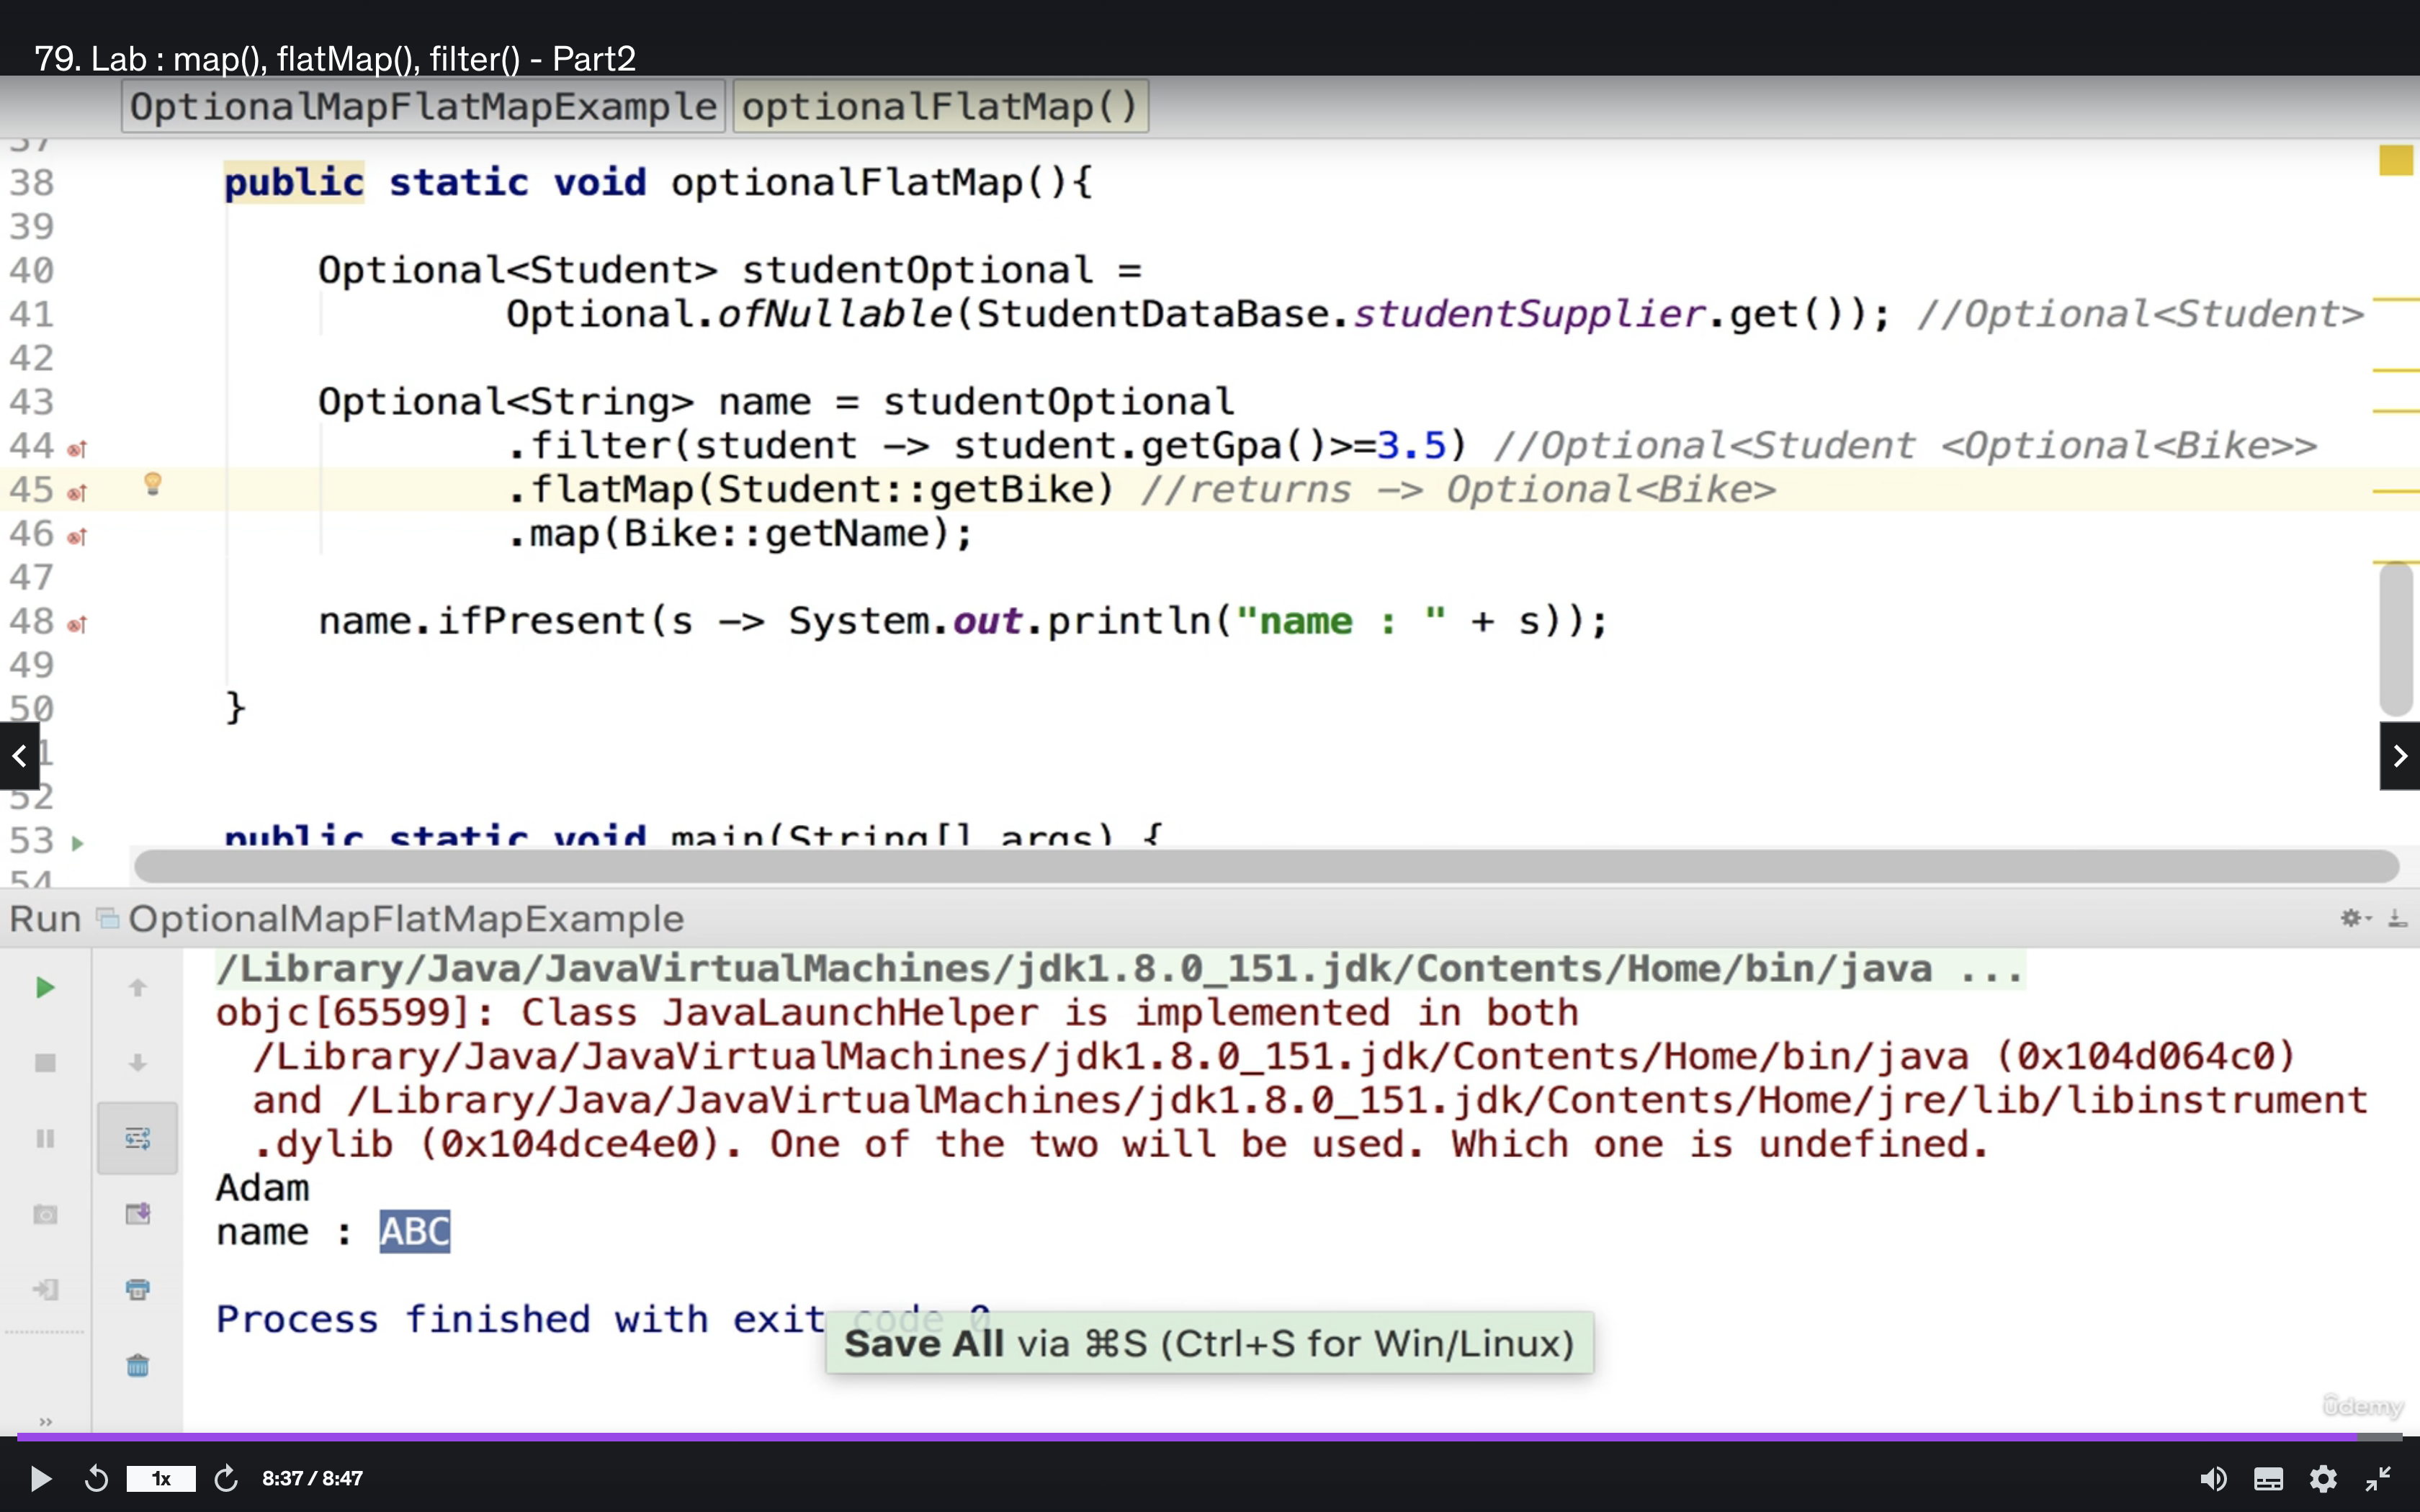 79. Lab : map(), flatMap(), filter() - Part2
OptionalMapFlatMapExample optionalFlatMap()
37
38 public static void optionalFlatMap(){
39
40 Optional<Student> studentOptional =
41 Optional.ofNullable(StudentDataBase.studentSupplier.get()); //Optional<Student>
42
43 Optional<String> name = studentOptional
44 .filter(student -> student.getGpa()>=3.5) //Optional<Student <Optional<Bike>>
45 .flatMap(Student::getBike) //returns -> Optional<Bike>
46 .map(Bike::getName);
47
48 name.ifPresent(s -> System.out.println("name : " + s));
49
50 }
1
52
53 public static void main(String[] args) {
54
Run OptionalMapFlatMapExample
/Library/Java/JavaVirtualMachines/jdk1.8.0_151.jdk/Contents/Home/bin/java ...
objc[65599]: Class JavaLaunchHelper is implemented in both
/Library/Java/JavaVirtualMachines/jdk1.8.0_151.jdk/Contents/Home/bin/java (0x104d064c0)
and /Library/Java/JavaVirtualMachines/jdk1.8.0_151.jdk/Contents/Home/jre/lib/libinstrument
.dylib (0x104dce4e0). One of the two will be used. Which one is undefined.
Adam
name : ABC
Process finished with exit code 0
Save All via ⌘S (Ctrl+S for Win/Linux)
ûdemy
1x 8:37 / 8:47